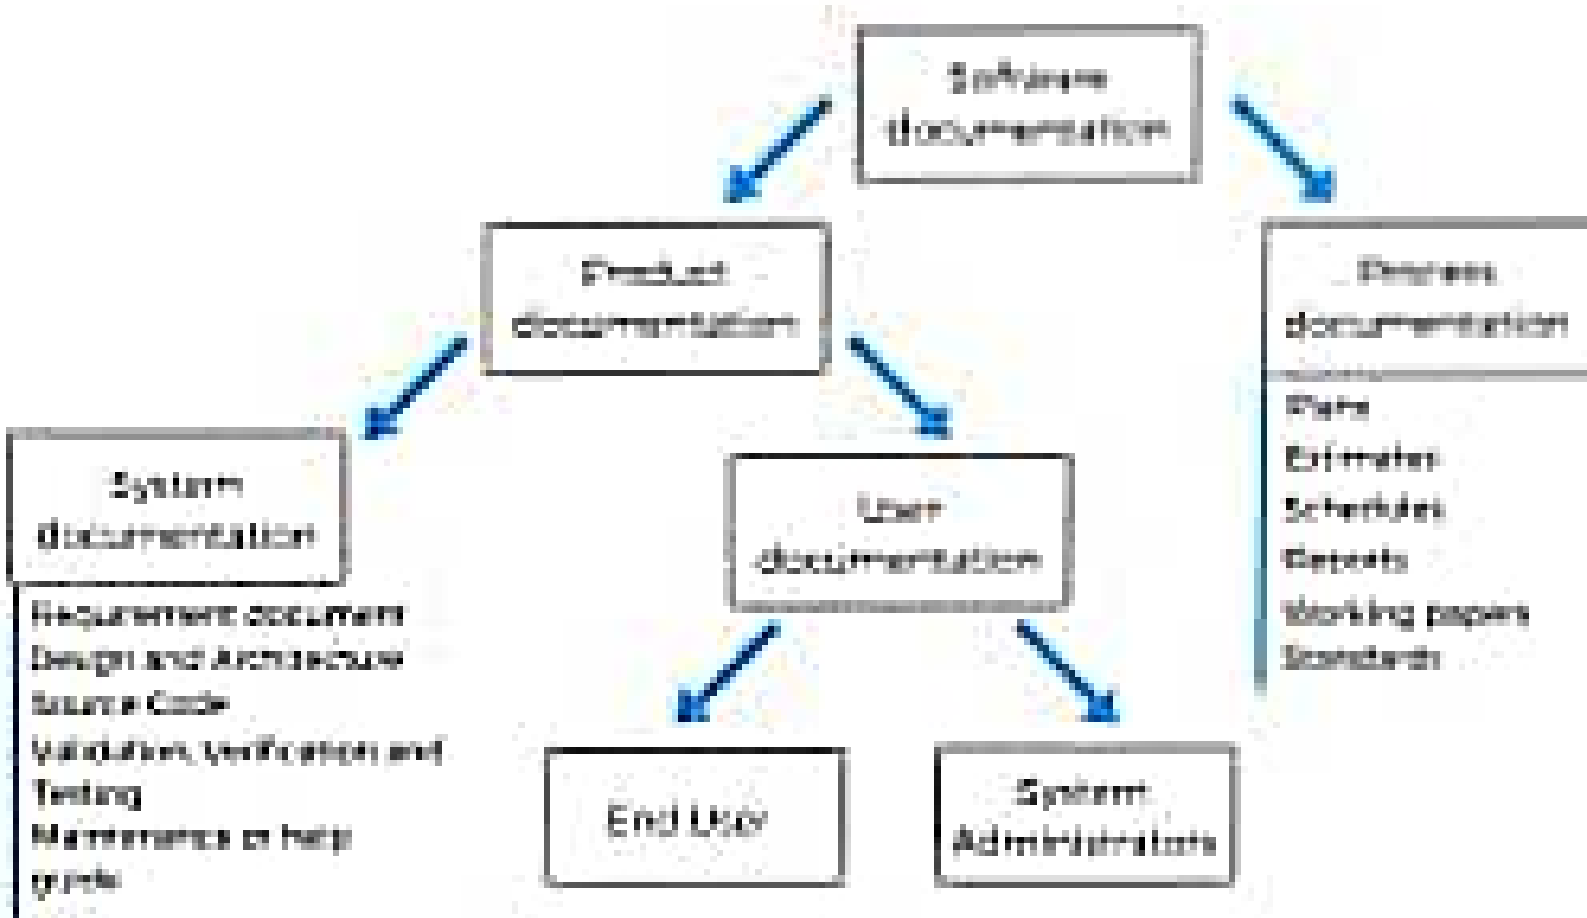 Software
documentation
Product
documentation
Process
documentation
Plans
Estimates
Schedules
Reports
Working papers
Standards
System
documentation
Requirement document
Design and Architecture
Source Code
Validation, Verification and
Testing
Maintenance or help
guide
User
documentation
End User
System
Administrators